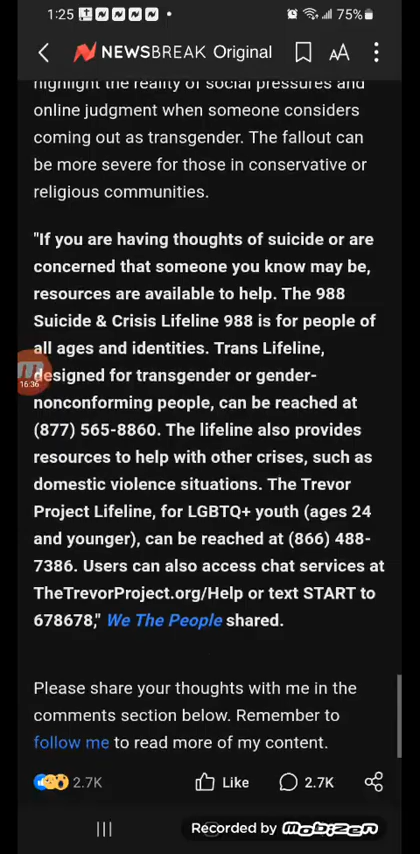 1:25 75%
NEWSBREAK Original AA
highlight the reality of social pressures and
online judgment when someone considers
coming out as transgender. The fallout can
be more severe for those in conservative or
religious communities.
"If you are having thoughts of suicide or are
concerned that someone you know may be,
resources are available to help. The 988
Suicide & Crisis Lifeline 988 is for people of
all ages and identities. Trans Lifeline,
designed for transgender or gender-
nonconforming people, can be reached at
(877) 565-8860. The lifeline also provides
resources to help with other crises, such as
domestic violence situations. The Trevor
Project Lifeline, for LGBTQ+ youth (ages 24
and younger), can be reached at (866) 488-
7386. Users can also access chat services at
TheTrevorProject.org/Help or text START to
678678," We The People shared.
16:36
Please share your thoughts with me in the
comments section below. Remember to
follow me to read more of my content.
2.7K Like 2.7K
Recorded by mobizen